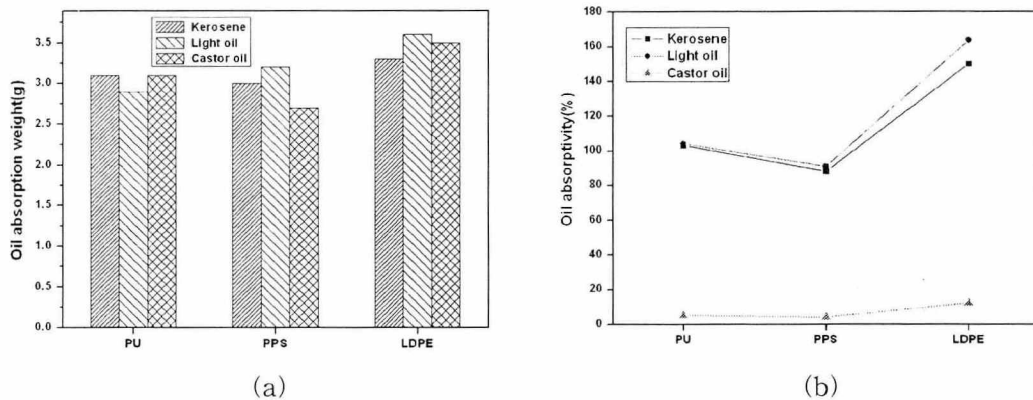 Kerosene
Light oil
Castor oil
Oil absorption weight(g)
3.5
3.0
2.5
2.0
1.5
1.0
0.5
0.0
PU
PPS
LDPE
(a)
Kerosene
Light oil
Castor oil
Oil absorptivity(%)
180
160
140
120
100
80
60
40
20
0
PU
PPS
LDPE
(b)